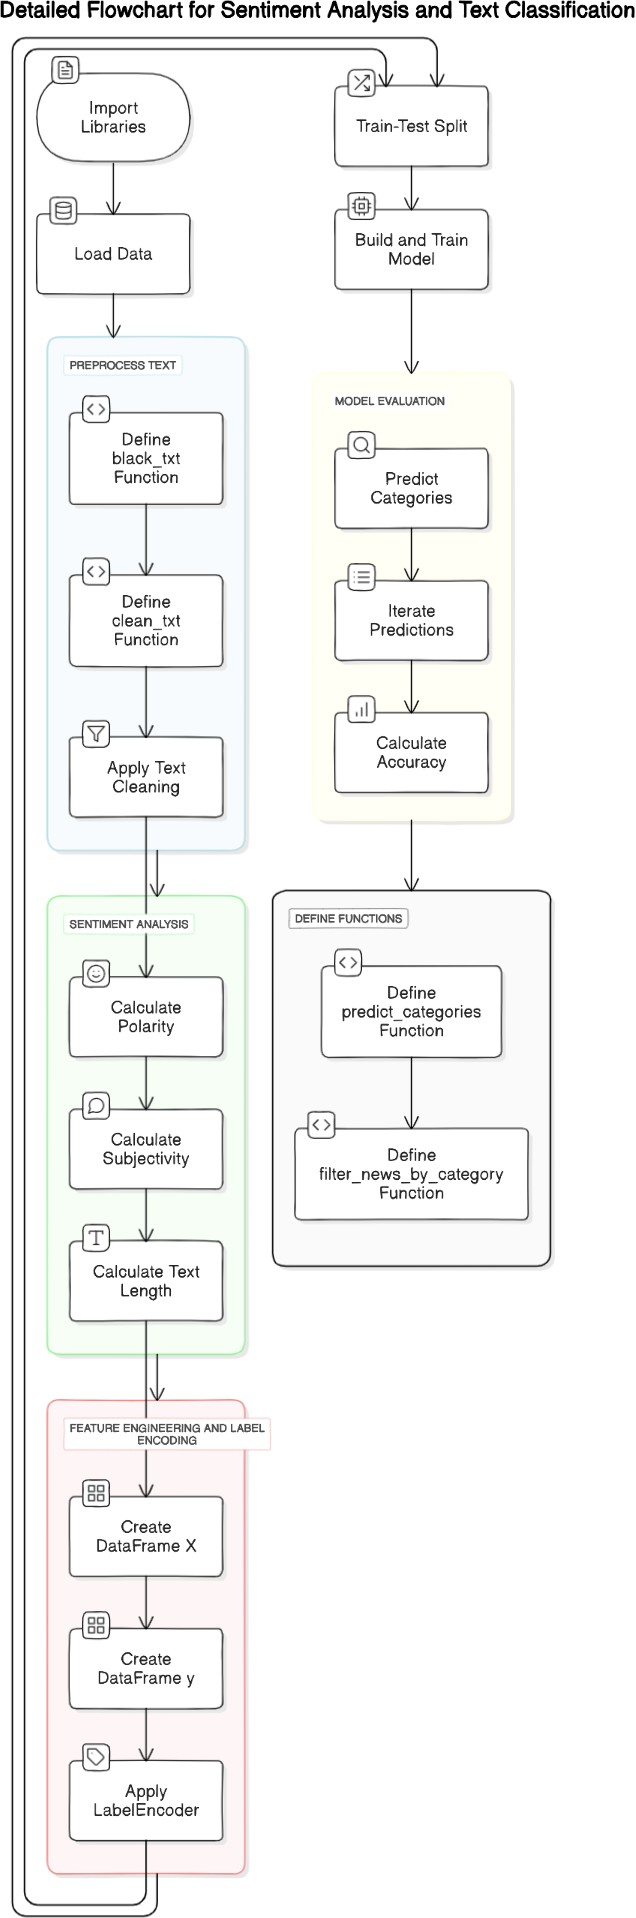 Detailed Flowchart for Sentiment Analysis and Text Classification
Import
Libraries
Load Data
PREPROCESS TEXT
Define
black_txt
Function
Define
clean_txt
Function
Apply Text
Cleaning
SENTIMENT ANALYSIS
Calculate
Polarity
Calculate
Subjectivity
T
Calculate Text
Length
FEATURE ENGINEERING AND LABEL
ENCODING
Create
DataFrame X
Create
DataFrame y
Apply
LabelEncoder
Train-Test Split
Build and Train
Model
MODEL EVALUATION
Predict
Categories
Iterate
Predictions
Calculate
Accuracy
DEFINE FUNCTIONS
Define
predict_categories
Function
Define
filter_news_by_category
Function